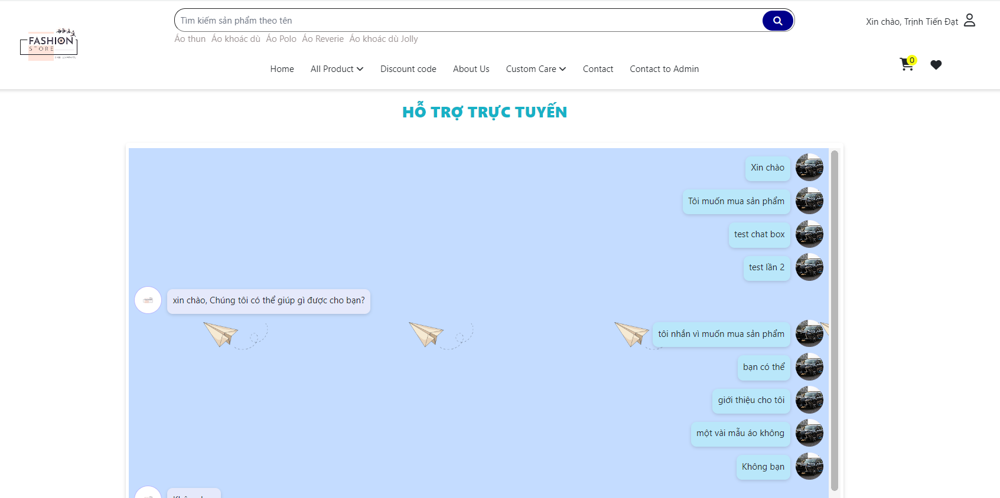 Tìm kiếm sản phẩm theo tên
Xin chào, Trịnh Tiến Đạt
FASHION
STORE
Áo thun Áo khoác dù Áo Polo Áo Reverie Áo khoác dù Jolly
0
Home All Product Discount code About Us Custom Care Contact Contact to Admin
HỖ TRỢ TRỰC TUYẾN
Xin chào
Tôi muốn mua sản phẩm
test chat box
test lần 2
xin chào, Chúng tôi có thể giúp gì được cho bạn?
tôi nhắn vì muốn mua sản phẩm
bạn có thể
giới thiệu cho tôi
một vài mẫu áo không
Không bạn